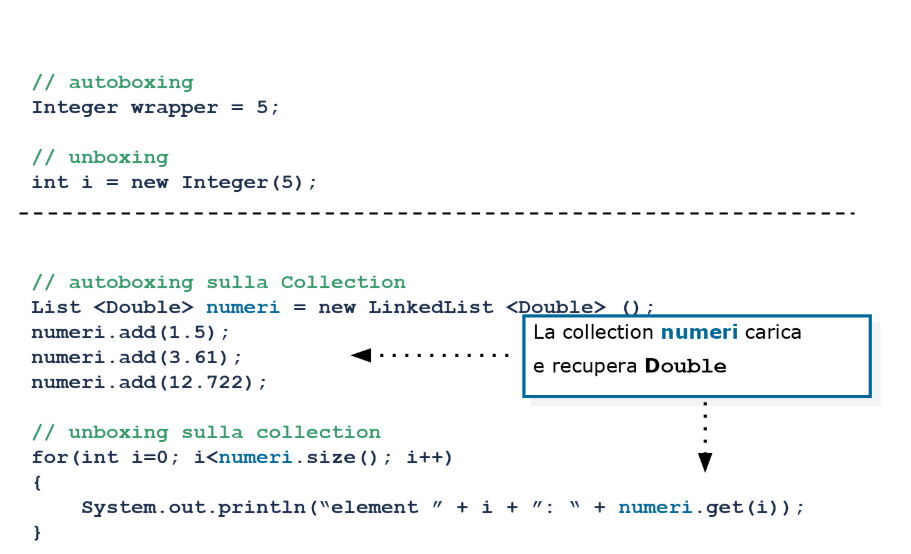 // autoboxing
Integer wrapper = 5;
// unboxing
int i = new Integer(5);
// autoboxing sulla Collection
List <Double> numeri = new LinkedList <Double> ();
numeri.add(1.5);
numeri.add(3.61);
numeri.add(12.722);
La collection numeri carica
e recupera Double
// unboxing sulla collection
for(int i=0; i<numeri.size(); i++)
{
System.out.println(“element ” + i + ”: “ + numeri.get(i));
}